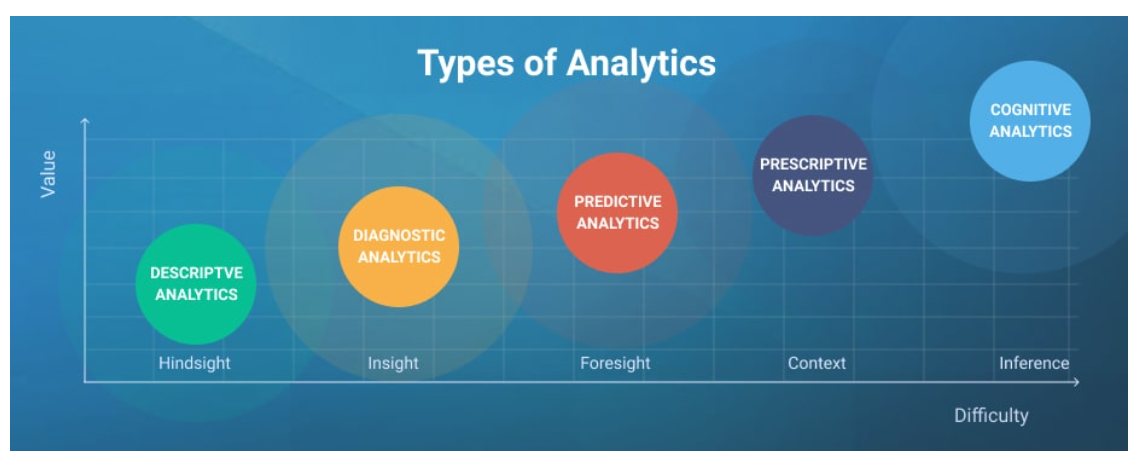 Types of Analytics
Value
COGNITIVE
ANALYTICS
PRESCRIPTIVE
ANALYTICS
PREDICTIVE
ANALYTICS
DIAGNOSTIC
ANALYTICS
DESCRIPTVE
ANALYTICS
Hindsight
Insight
Foresight
Context
Inference
Difficulty